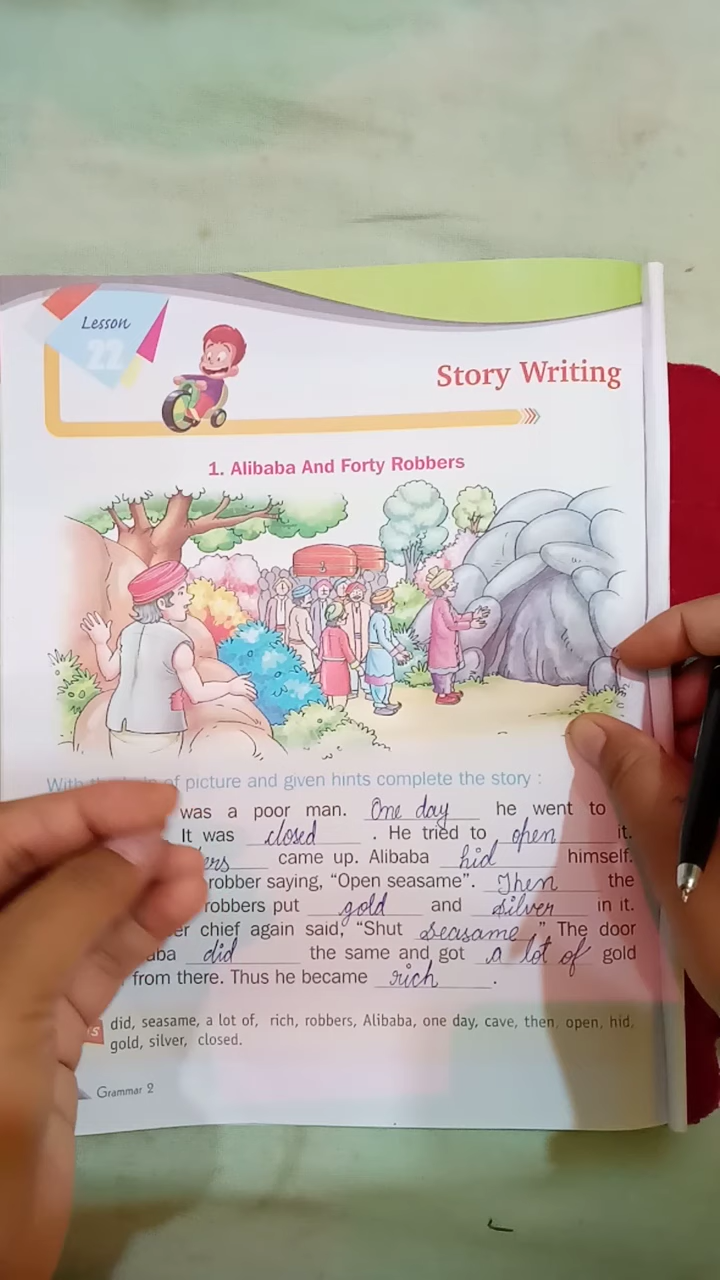 Lesson
22
Story Writing
1. Alibaba And Forty Robbers
of picture and given hints complete the story :
was a poor man. One day he went to
It was closed . He tried to open it.
came up. Alibaba hid himself.
robber saying, “Open seasame”. Then the
robbers put gold and silver in it.
chief again said, “Shut seasame ” The door
did the same and got a lot of gold
from there. Thus he became rich .
did, seasame, a lot of, rich, robbers, Alibaba, one day, cave, then, open, hid,
gold, silver, closed.
Grammar 2